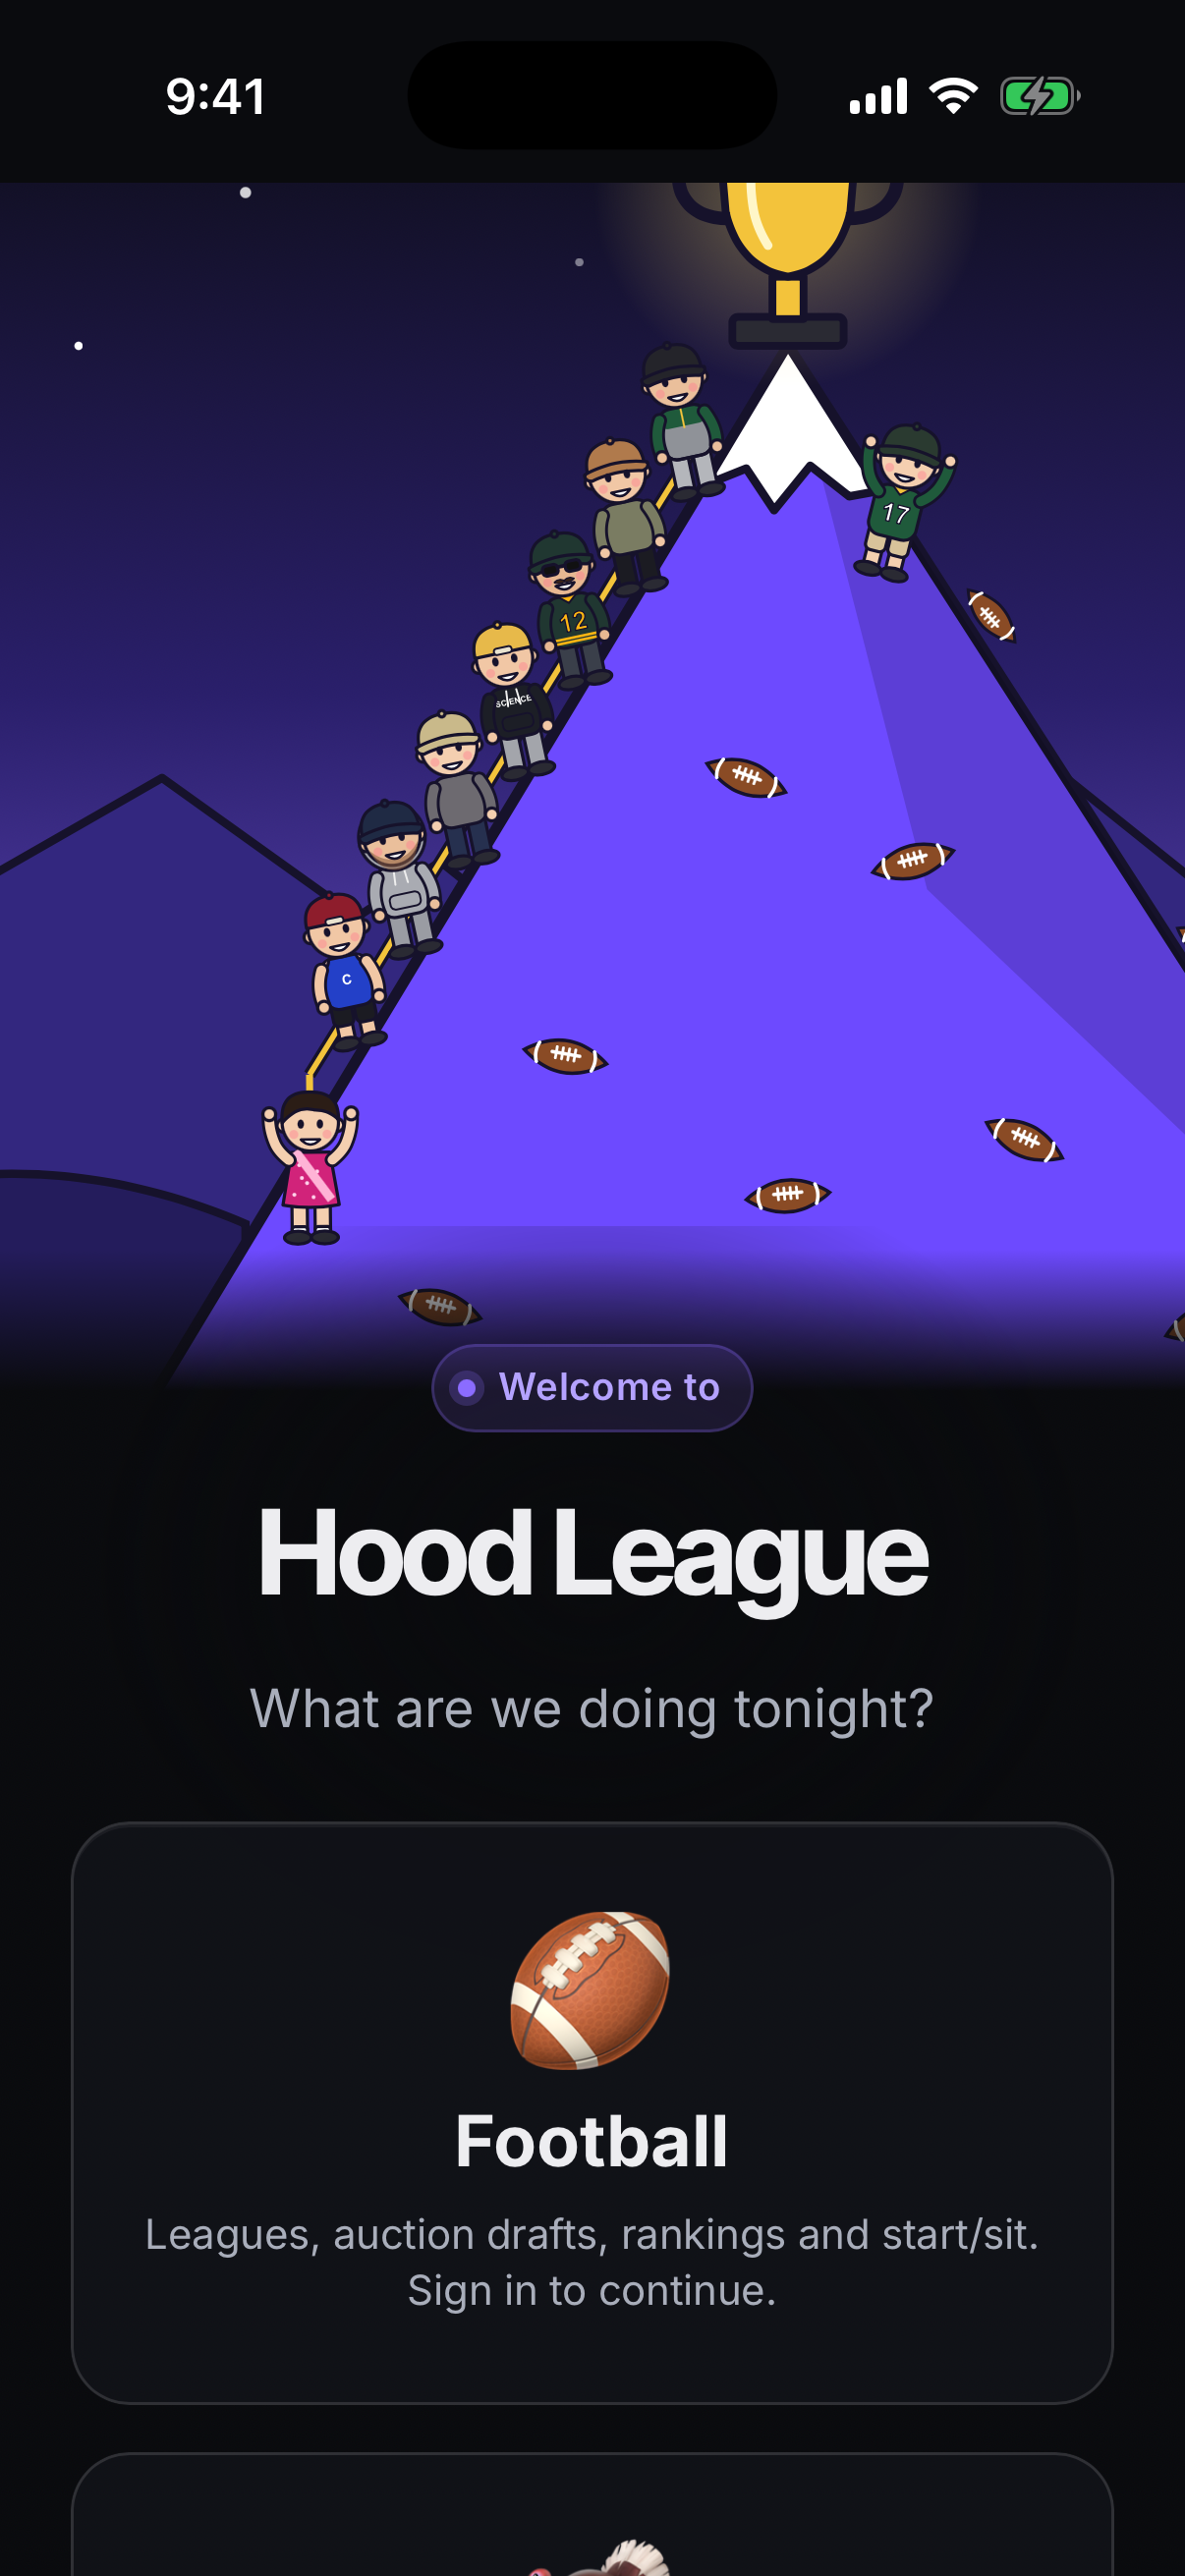 9:41
17
12
SCIENCE
C
Welcome to
Hood League
What are we doing tonight?
Football
Leagues, auction drafts, rankings and start/sit.
Sign in to continue.